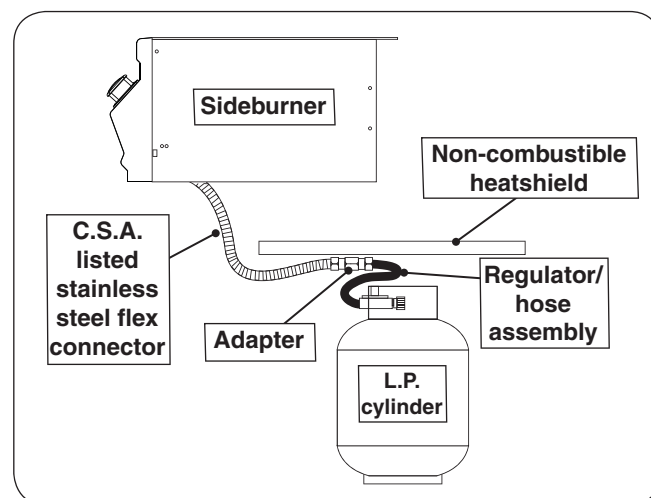 Sideburner
Non-combustible
heatshield
C.S.A.
listed
stainless
steel flex
connector
Adapter
Regulator/
hose
assembly
L.P.
cylinder